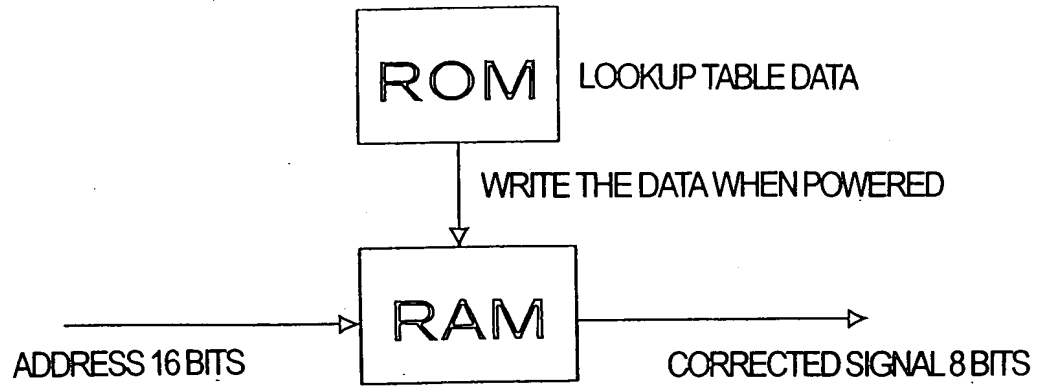 ROM
LOOKUP TABLE DATA
WRITE THE DATA WHEN POWERED
RAM
ADDRESS 16 BITS
CORRECTED SIGNAL 8 BITS